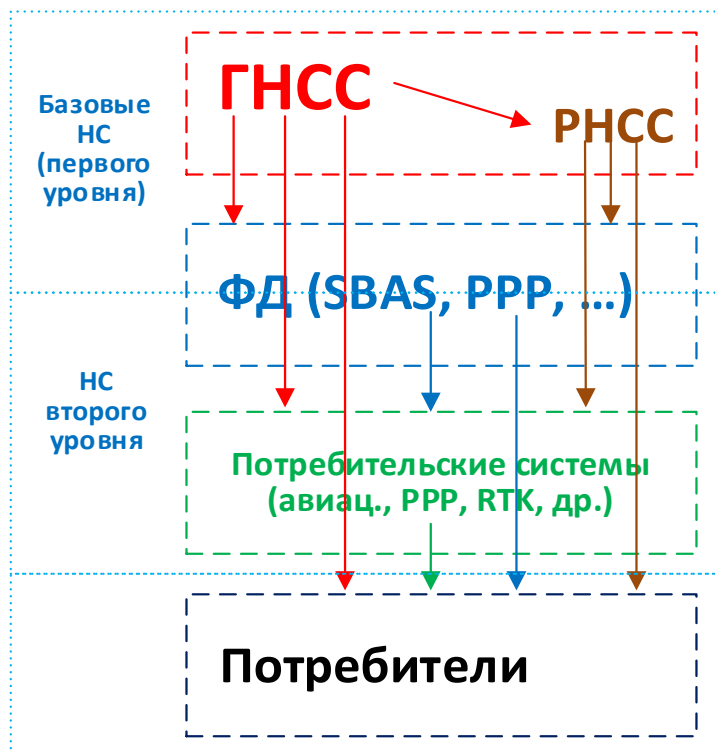 Базовые
НС
(первого
уровня)
ГНСС
РНСС
ФД (SBAS, PPP, ...)
НС
второго
уровня
Потребительские системы
(авиац., PPP, RTK, др.)
Потребители